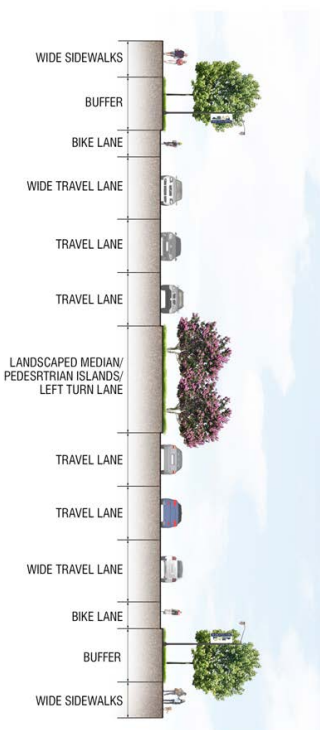 WIDE SIDEWALKS
BUFFER
BIKE LANE
WIDE TRAVEL LANE
TRAVEL LANE
TRAVEL LANE
LANDSCAPED MEDIAN/
PEDESRTRIAN ISLANDS/
LEFT TURN LANE
TRAVEL LANE
TRAVEL LANE
WIDE TRAVEL LANE
BIKE LANE
BUFFER
WIDE SIDEWALKS